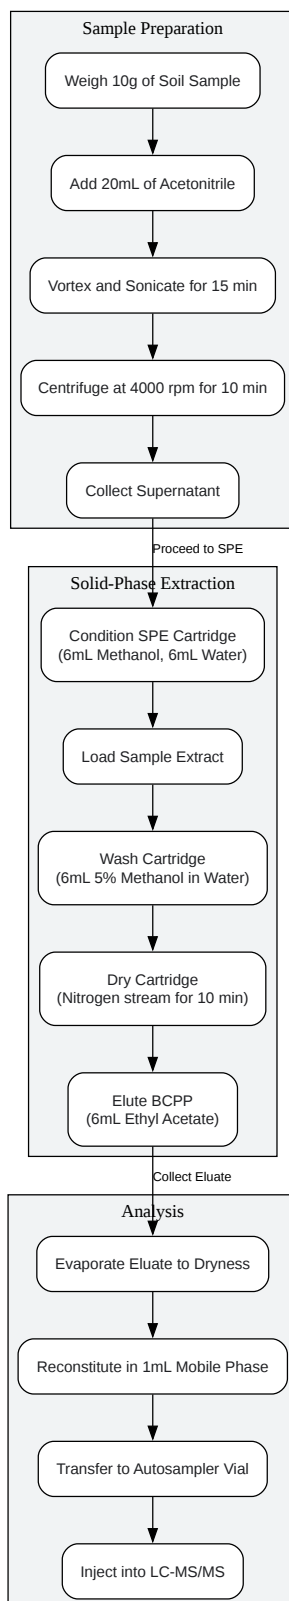 Sample Preparation
Weigh 10g of Soil Sample
Add 20mL of Acetonitrile
Vortex and Sonicate for 15 min
Centrifuge at 4000 rpm for 10 min
Collect Supernatant
Proceed to SPE
Solid-Phase Extraction
Condition SPE Cartridge
(6mL Methanol, 6mL Water)
Load Sample Extract
Wash Cartridge
(6mL 5% Methanol in Water)
Dry Cartridge
(Nitrogen stream for 10 min)
Elute BCPP
(6mL Ethyl Acetate)
Collect Eluate
Analysis
Evaporate Eluate to Dryness
Reconstitute in 1mL Mobile Phase
Transfer to Autosampler Vial
Inject into LC-MS/MS